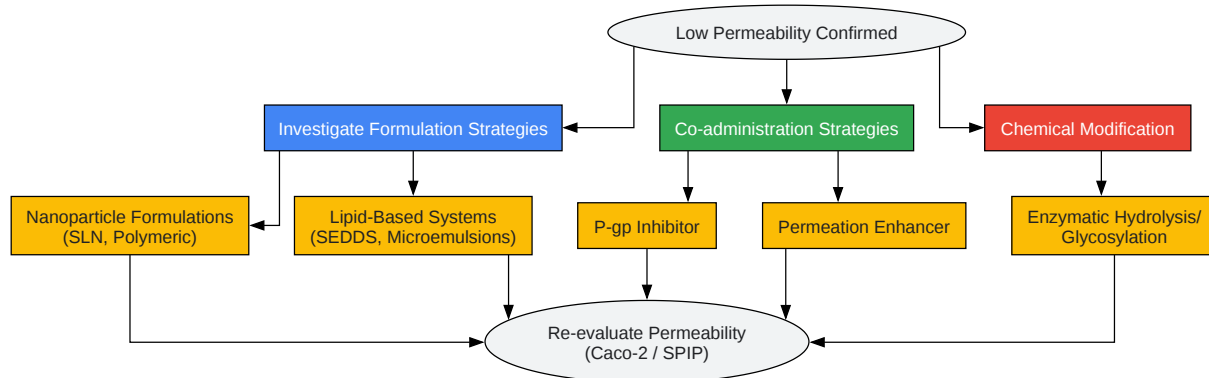 Low Permeability Confirmed
Investigate Formulation Strategies
Co-administration Strategies
Chemical Modification
Nanoparticle Formulations
(SLN, Polymeric)
Lipid-Based Systems
(SEDDS, Microemulsions)
P-gp Inhibitor
Permeation Enhancer
Enzymatic Hydrolysis/
Glycosylation
Re-evaluate Permeability
(Caco-2 / SPIP)